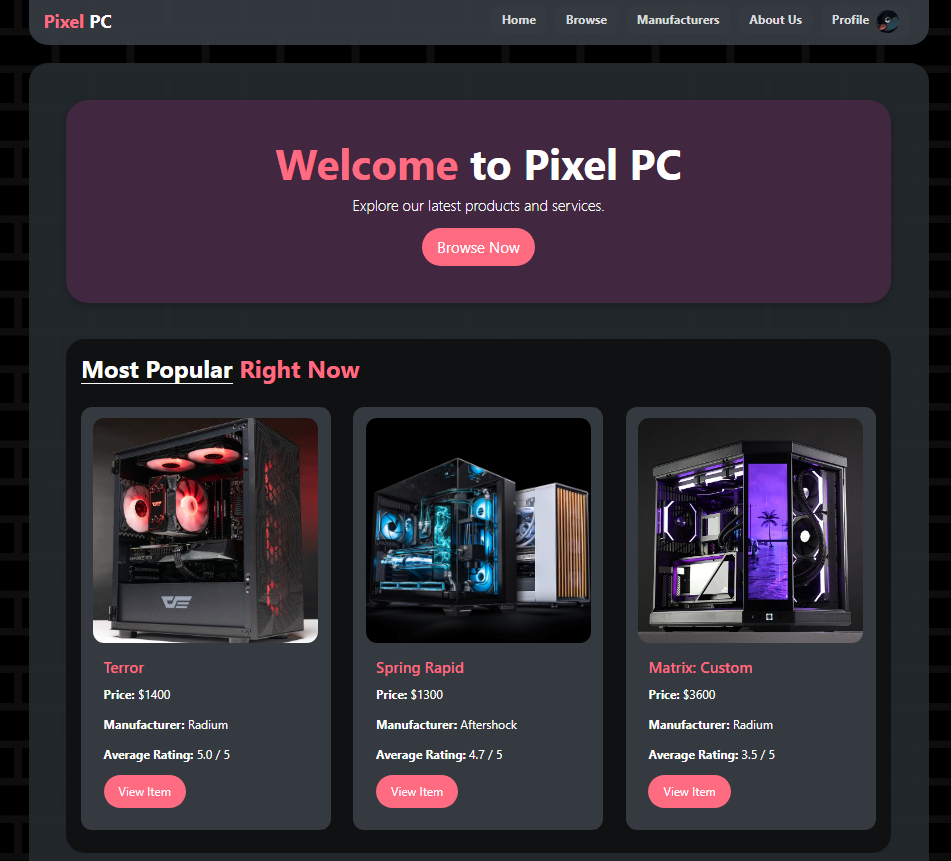 Pixel PC
Home
Browse
Manufacturers
About Us
Profile
Welcome to Pixel PC
Explore our latest products and services.
Browse Now
Most Popular Right Now
Terror
Price: $1400
Manufacturer: Radium
Average Rating: 5.0 / 5
View Item
Spring Rapid
Price: $1300
Manufacturer: Aftershock
Average Rating: 4.7 / 5
View Item
Matrix: Custom
Price: $3600
Manufacturer: Radium
Average Rating: 3.5 / 5
View Item